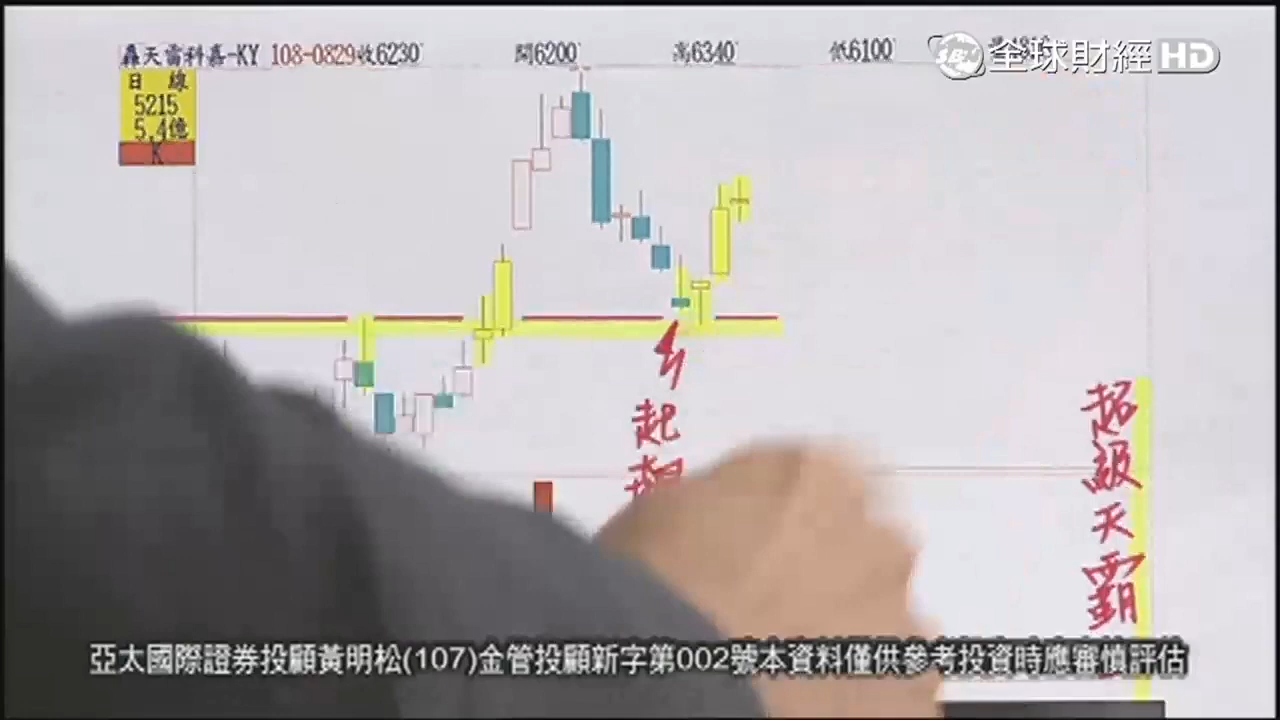 轟天雷科嘉-KY 108-0829收6230 開6200 高6340 低6100
全球財經HD
日 線
5215
5.4億
K
起
超級天霸
亞太國際證券投顧黃明松(107)金管投顧新字第002號本資料僅供參考投資時應審慎評估